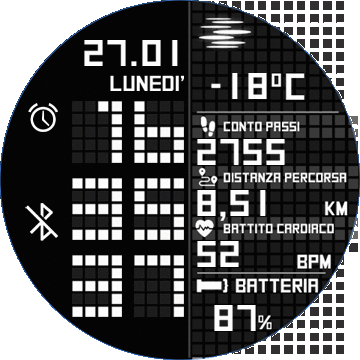 27.01
LUNEDI'
16
35
37
-18°C
CONTO PASSI
2755
DISTANZA PERCORSA
8,51 KM
BATTITO CARDIACO
52 BPM
BATTERIA
87%